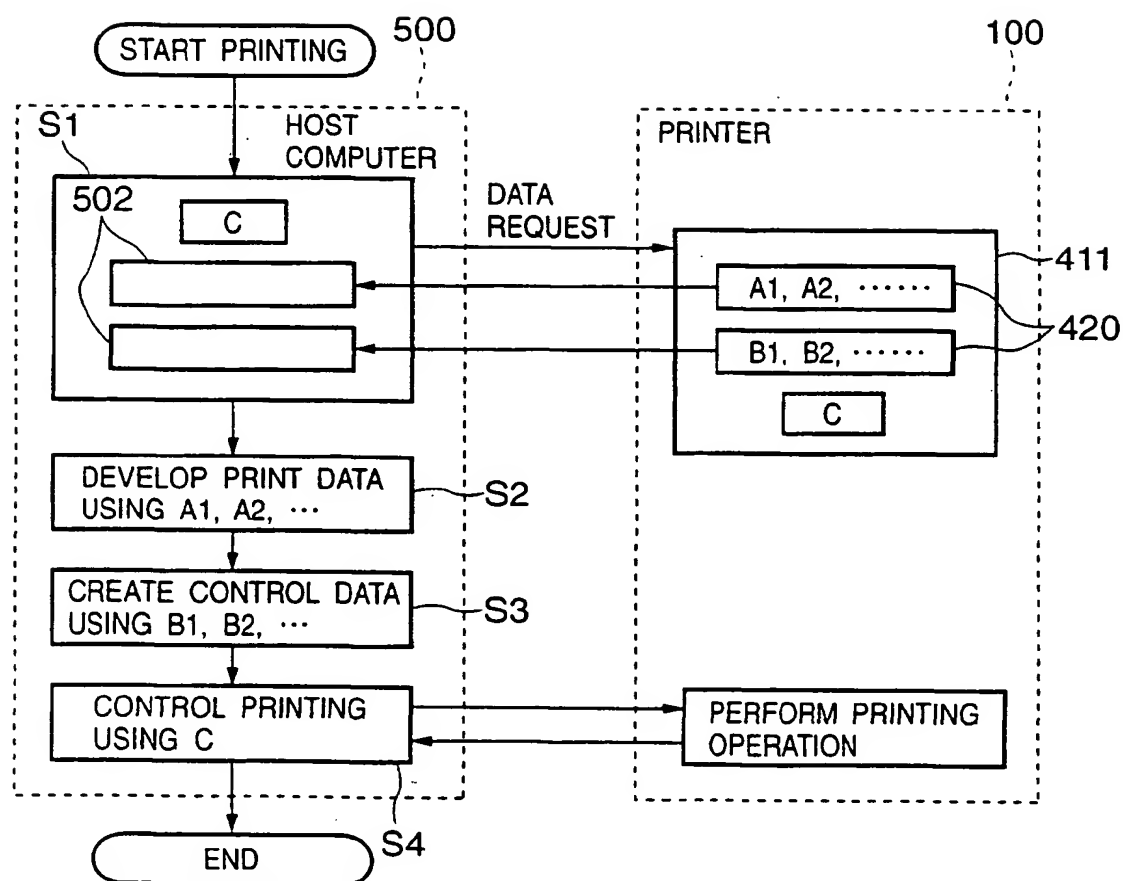 START PRINTING
500
100
S1
HOST
COMPUTER
PRINTER
502
C
DATA
REQUEST
411
A1, A2, ······
420
B1, B2, ······
C
DEVELOP PRINT DATA
USING A1, A2, ···
S2
CREATE CONTROL DATA
USING B1, B2, ···
S3
CONTROL PRINTING
USING C
PERFORM PRINTING
OPERATION
S4
END